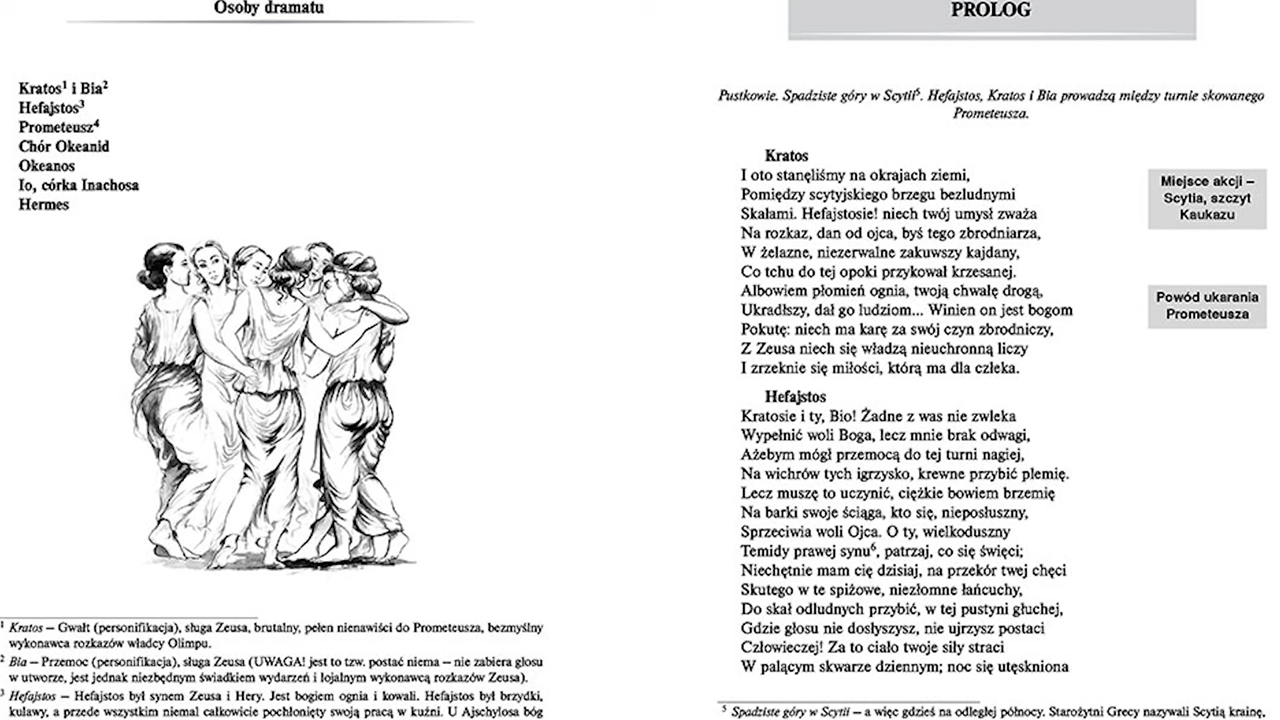 Osoby dramatu
Kratos¹ i Bia²
Hefajstos³
Prometeusz⁴
Chór Okeanid
Okeanos
Io, córka Inachosa
Hermes
¹ Kratos – Gwałt (personifikacja), sługa Zeusa, brutalny, pełen nienawiści do Prometeusza, bezmyślny
wykonawca rozkazów władcy Olimpu.
² Bia – Przemoc (personifikacja), sługa Zeusa (UWAGA! jest to tzw. postać niema – nie zabiera głosu
w utworze, jest jednak niezbędnym świadkiem wydarzeń i lojalnym wykonawcą rozkazów Zeusa).
³ Hefajstos – Hefajstos był synem Zeusa i Hery. Jest bogiem ognia i kowali. Hefajstos był brzydki,
kulawy, a przede wszystkim niemal całkowicie pochłonięty swoją pracą w kuźni. U Ajschylosa bóg
PROLOG
Pustkowie. Spadziste góry w Scytii⁵. Hefajstos, Kratos i Bia prowadzą między turnie skowanego
Prometeusza.
Kratos
I oto stanęliśmy na okrajach ziemi,
Pomiędzy scytyjskiego brzegu bezludnymi
Skałami. Hefajstosie! niech twój umysł zważa
Na rozkaz, dan od ojca, byś tego zbrodniarza,
W żelazne, niezerwalne zakuwszy kajdany,
Co tchu do tej opoki przykował krzesanej.
Albowiem płomień ognia, twoją chwałę drogą,
Ukradłszy, dał go ludziom... Winien on jest bogom
Pokutę: niech ma karę za swój czyn zbrodniczy,
Z Zeusa niech się władzą nieuchronną liczy
I zrzeknie się miłości, którą ma dla człeka.
Hefajstos
Kratosie i ty, Bio! Żadne z was nie zwleka
Wypełnić woli Boga, lecz mnie brak odwagi,
Ażebym mógł przemocą do tej turni nagiej,
Na wichrów tych igrzysko, krewne przybić plemię.
Lecz muszę to uczynić, ciężkie bowiem brzemię
Na barki swoje ściąga, kto się, nieposłuszny,
Sprzeciwia woli Ojca. O ty, wielkoduszny
Temidy prawej synu⁶, patrzaj, co się święci;
Niechętnie mam cię dzisiaj, na przekór twej chęci
Skutego w te spiżowe, niezłomne łańcuchy,
Do skał odludnych przybić, w tej pustyni głuchej,
Gdzie głosu nie dosłyszysz, nie ujrzysz postaci
Człowieczej! Za to ciało twoje siły straci
W palącym skwarze dziennym; noc się utęskniona
Miejsce akcji –
Scytia, szczyt
Kaukazu
Powód ukarania
Prometeusza
⁵ Spadziste góry w Scytii – a więc gdzieś na odległej północy. Starożytni Grecy nazywali Scytią krainę,